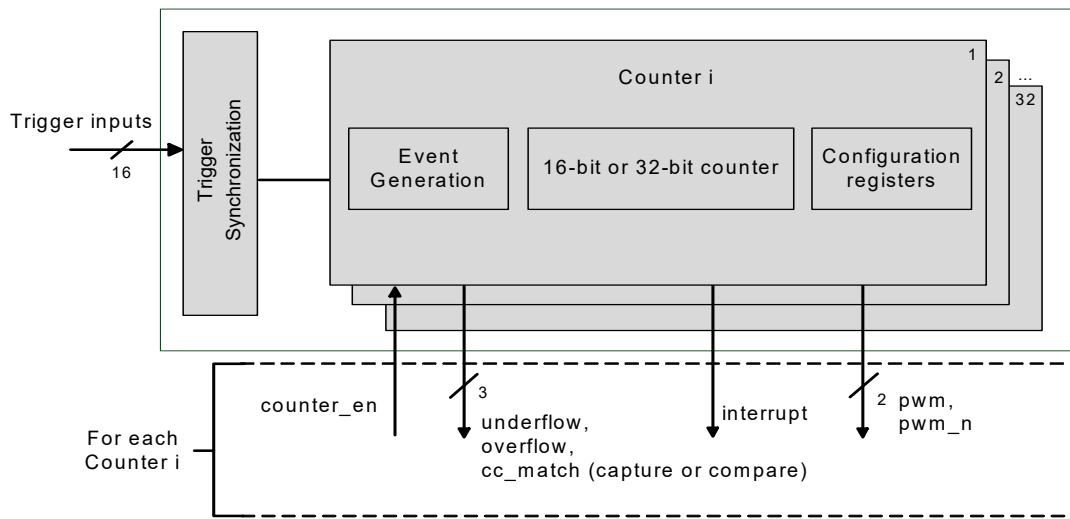 1
Counter i
2
...
32
Trigger inputs
16
Trigger
Synchronization
Event
Generation
16-bit or 32-bit counter
Configuration
registers
counter_en
3
underflow,
overflow,
cc_match (capture or compare)
interrupt
2
pwm,
pwm_n
For each
Counter i